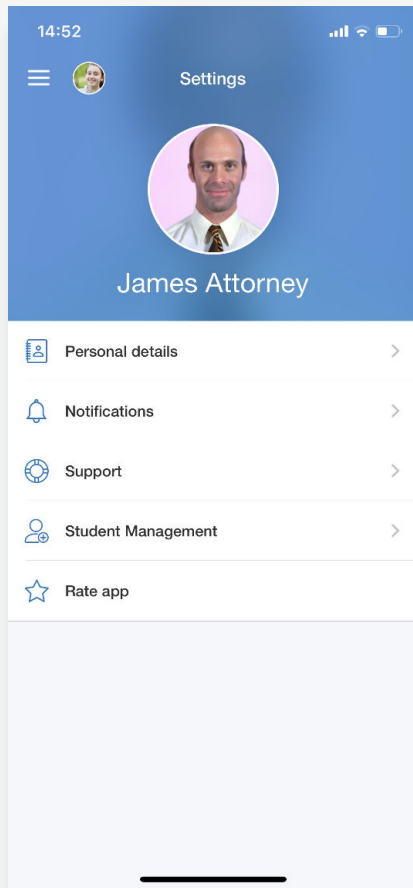 14:52
Settings
James Attorney
Personal details
Notifications
Support
Student Management
Rate app